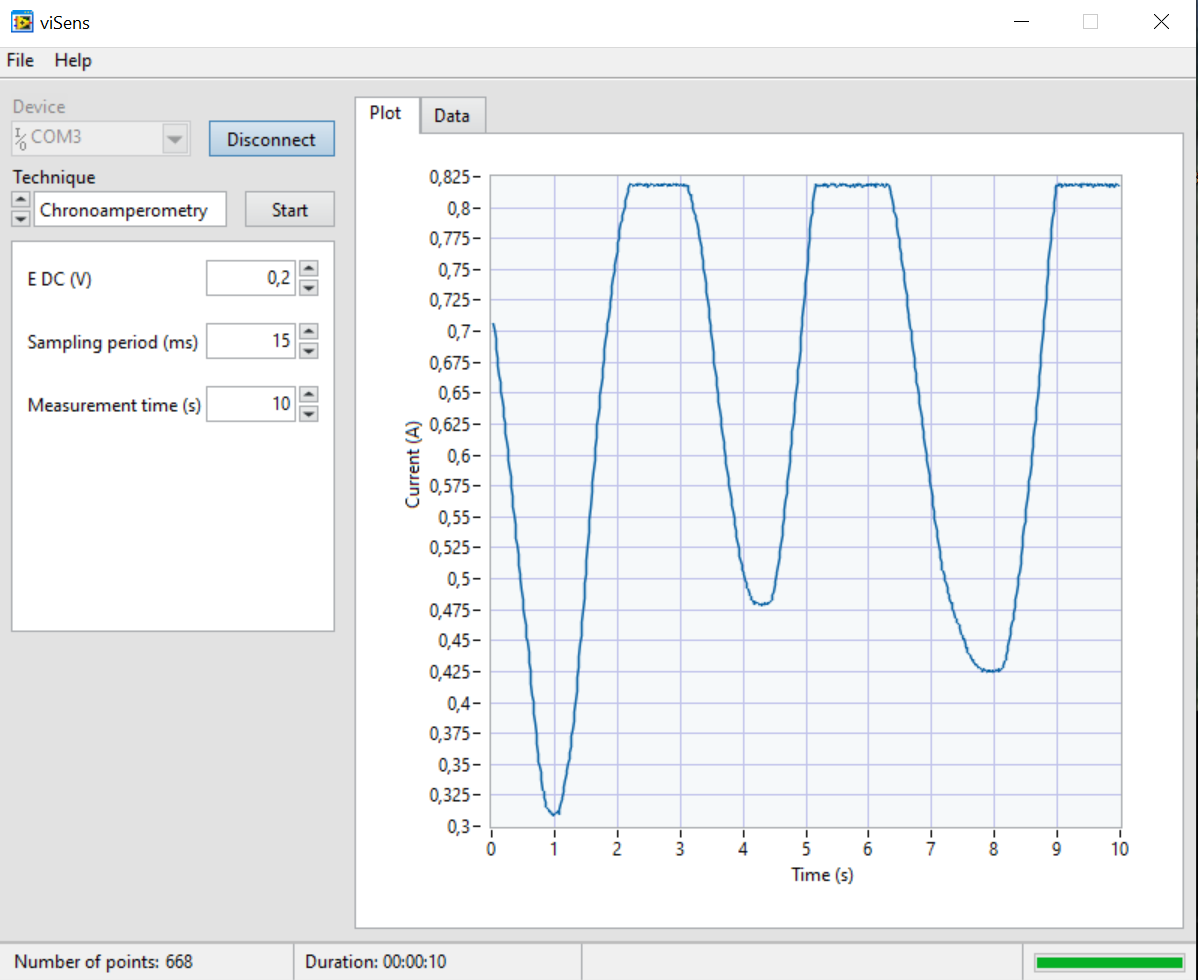 viSens
File Help
Device
COM3
Disconnect
Technique
Chronoamperometry
Start
E DC (V)
0,2
Sampling period (ms)
15
Measurement time (s)
10
Plot
Data
Current (A)
0,825
0,8
0,775
0,75
0,725
0,7
0,675
0,65
0,625
0,6
0,575
0,55
0,525
0,5
0,475
0,45
0,425
0,4
0,375
0,35
0,325
0,3
0 1 2 3 4 5 6 7 8 9 10
Time (s)
Number of points: 668
Duration: 00:00:10